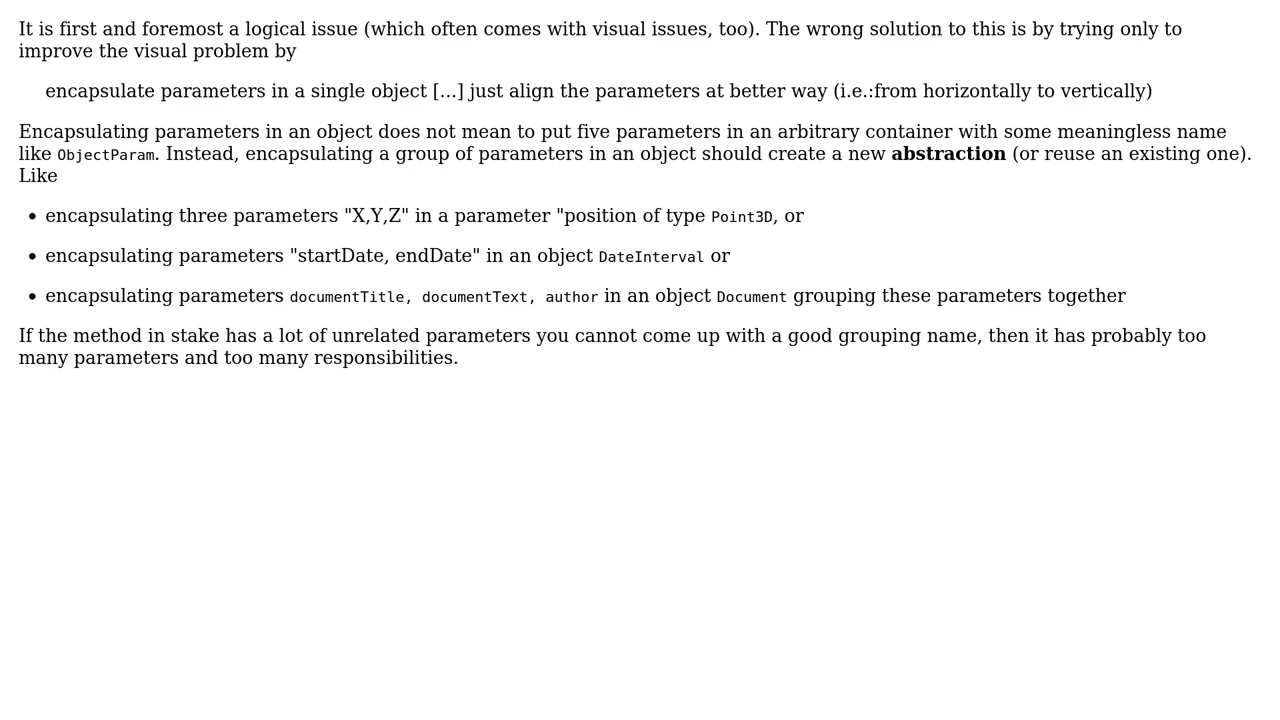 It is first and foremost a logical issue (which often comes with visual issues, too). The wrong solution to this is by trying only to
improve the visual problem by
encapsulate parameters in a single object [...] just align the parameters at better way (i.e.:from horizontally to vertically)
Encapsulating parameters in an object does not mean to put five parameters in an arbitrary container with some meaningless name
like ObjectParam. Instead, encapsulating a group of parameters in an object should create a new abstraction (or reuse an existing one).
Like
• encapsulating three parameters "X,Y,Z" in a parameter "position of type Point3D, or
• encapsulating parameters "startDate, endDate" in an object DateInterval or
• encapsulating parameters documentTitle, documentText, author in an object Document grouping these parameters together
If the method in stake has a lot of unrelated parameters you cannot come up with a good grouping name, then it has probably too
many parameters and too many responsibilities.